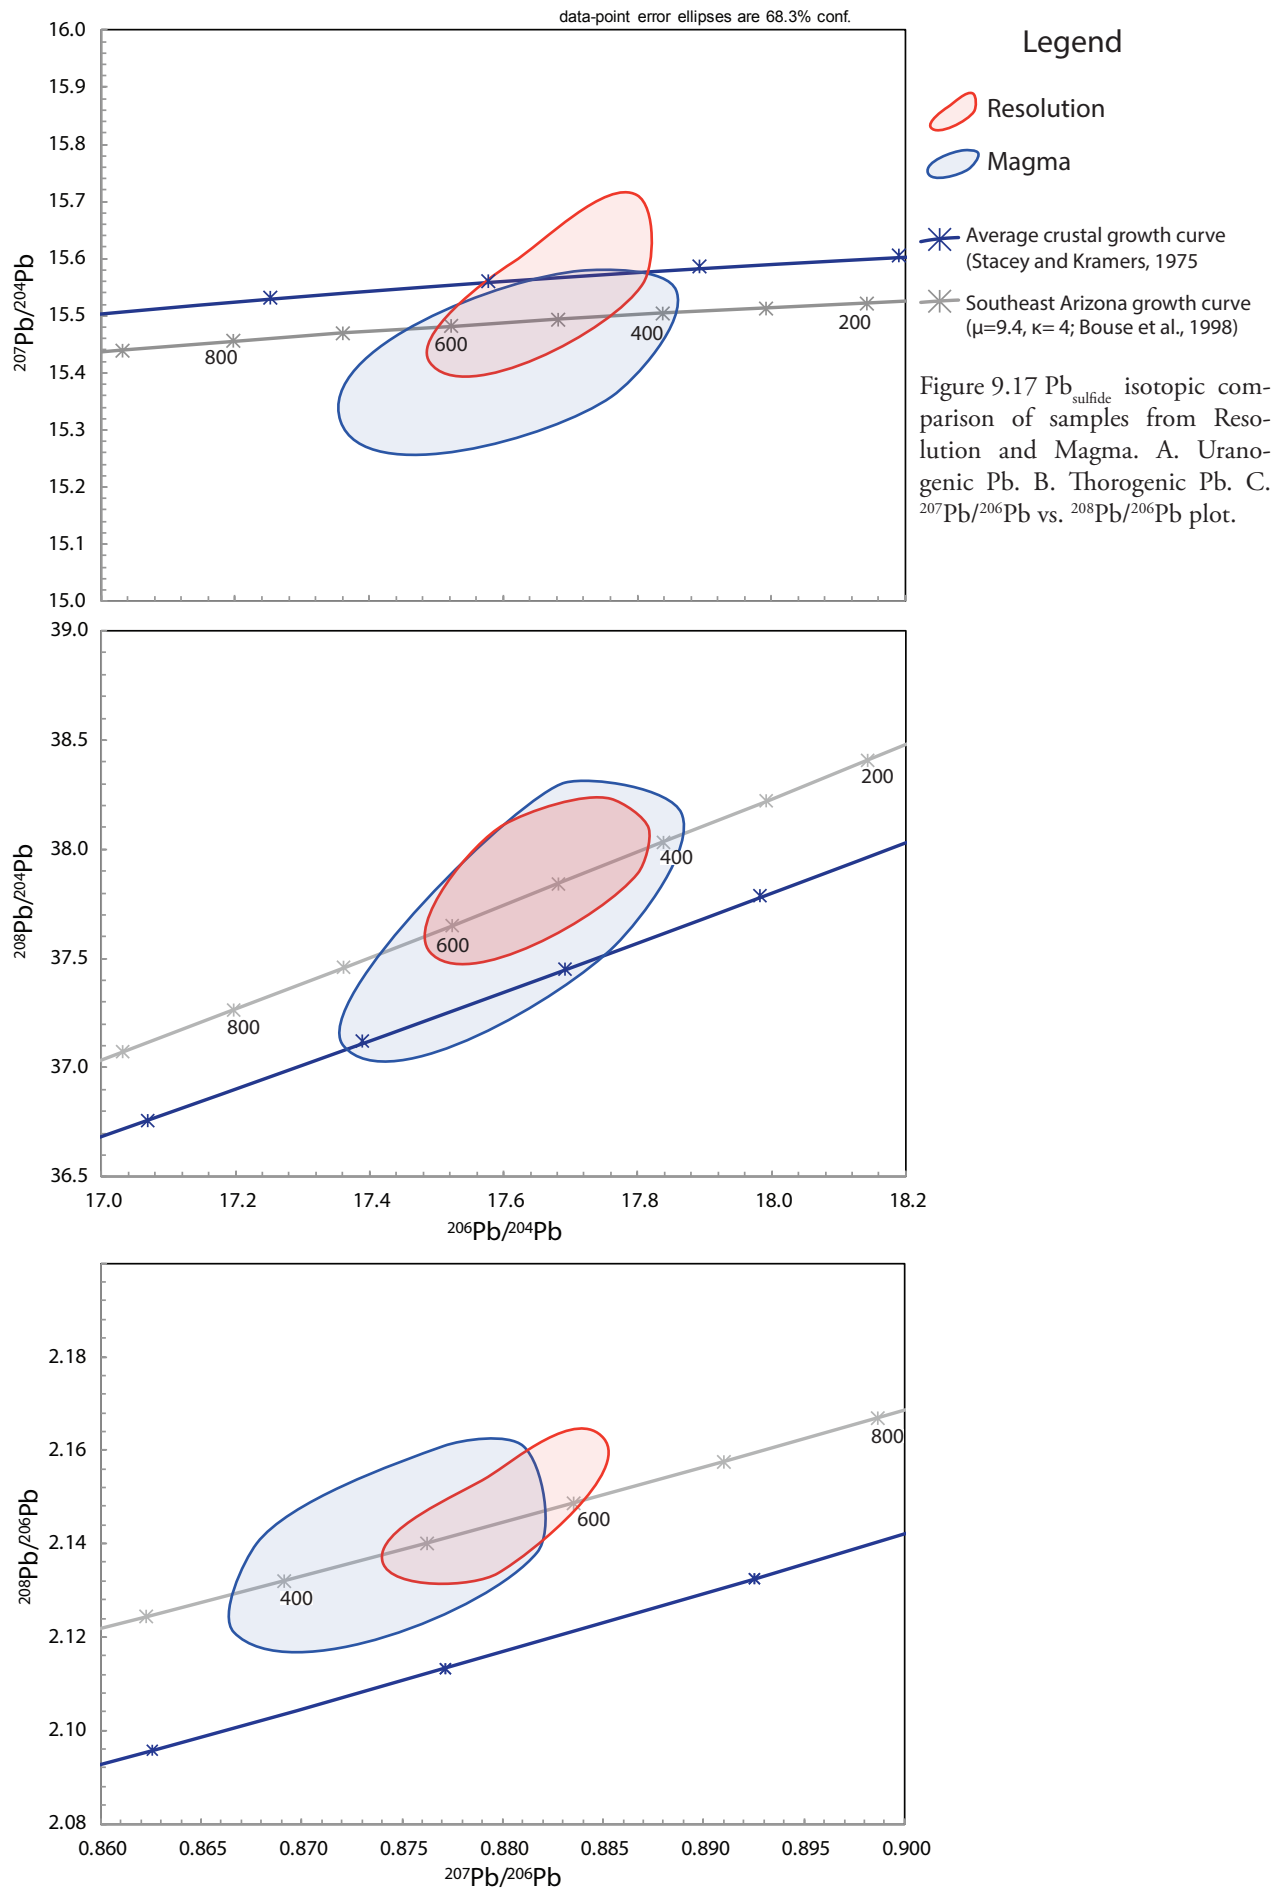 data-point error ellipses are 68.3% conf.
16.0
15.9
15.8
15.7
15.6
15.5
15.4
15.3
15.2
15.1
15.0
207Pb/204Pb
800
600
400
200
Legend
Resolution
Magma
Average crustal growth curve
(Stacey and Kramers, 1975
Southeast Arizona growth curve
(μ=9.4, κ= 4; Bouse et al., 1998)
Figure 9.17 Pbsulfide isotopic com-
parison of samples from Reso-
lution and Magma. A. Urano-
genic Pb. B. Thorogenic Pb. C.
207Pb/206Pb vs. 208Pb/206Pb plot.
39.0
38.5
38.0
37.5
37.0
36.5
208Pb/204Pb
200
400
600
800
17.0 17.2 17.4 17.6 17.8 18.0 18.2
206Pb/204Pb
2.18
2.16
2.14
2.12
2.10
2.08
208Pb/206Pb
800
600
400
0.860 0.865 0.870 0.875 0.880 0.885 0.890 0.895 0.900
207Pb/206Pb